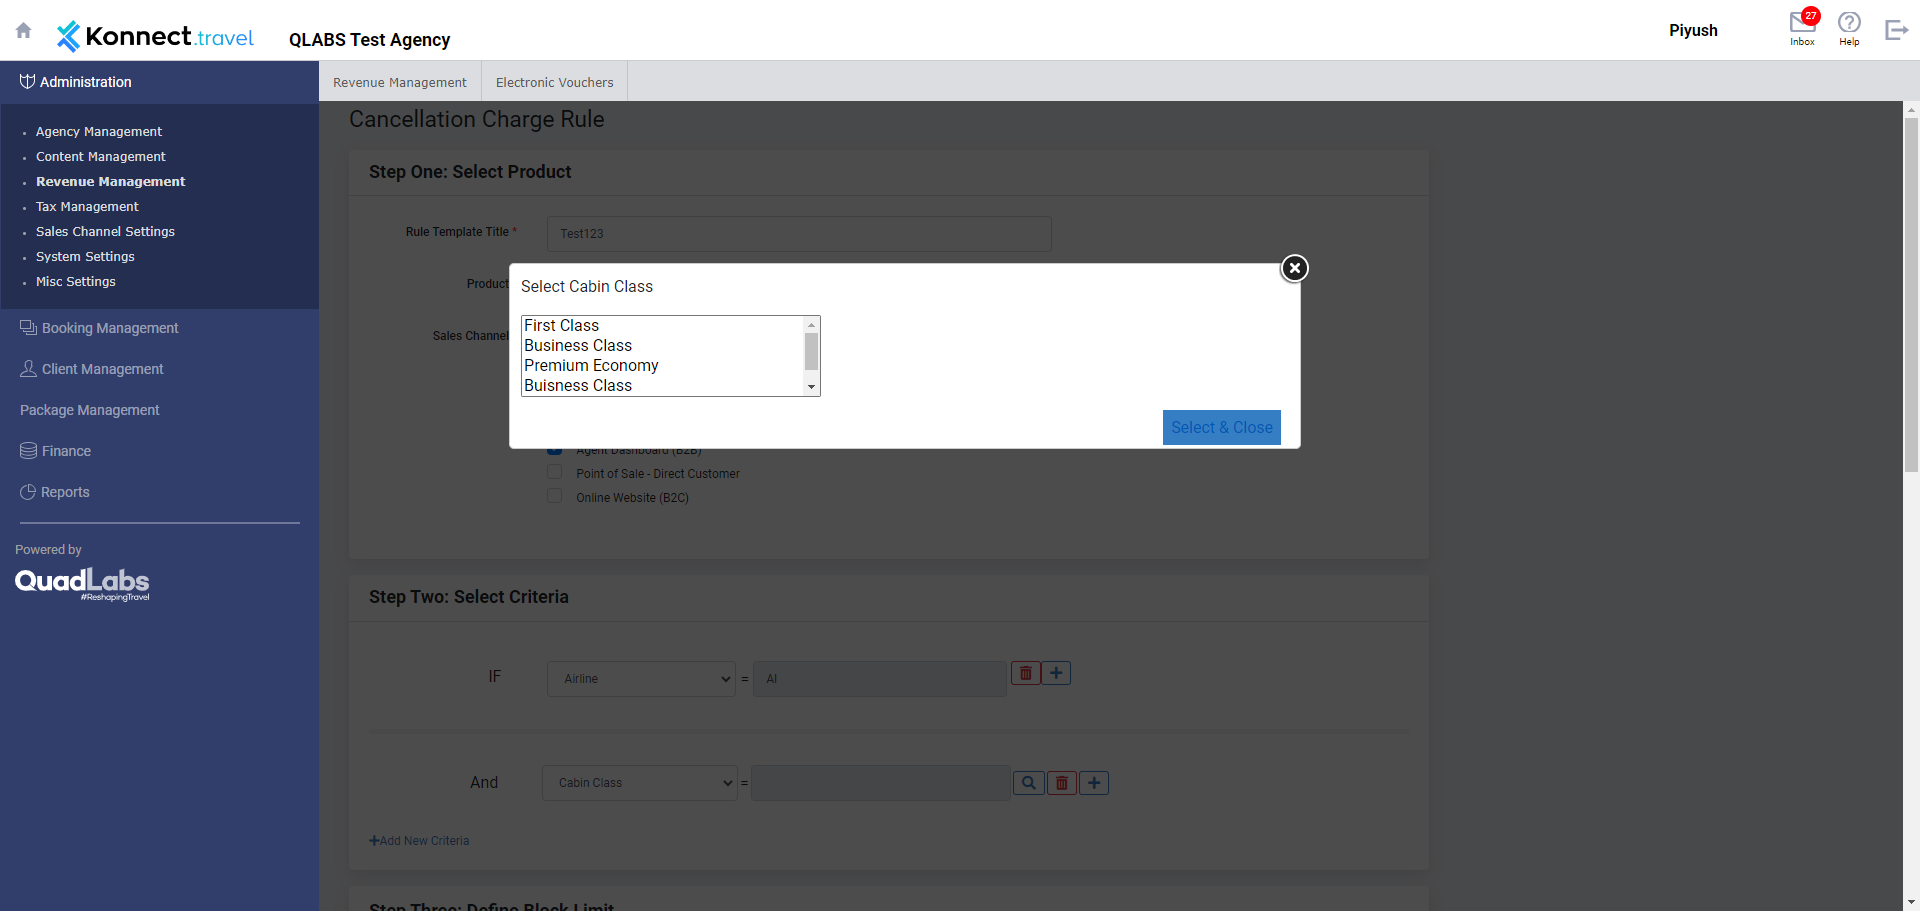 Konnect.travel
QLABS Test Agency
Piyush
27
Inbox
Help
Administration
Revenue Management
Electronic Vouchers
Agency Management
Content Management
Revenue Management
Tax Management
Sales Channel Settings
System Settings
Misc Settings
Booking Management
Client Management
Package Management
Finance
Reports
Powered by
QuadLabs
#ReshapingTravel
Cancellation Charge Rule
Step One: Select Product
Rule Template Title *
Test123
Product
Sales Channel
Select Cabin Class
First Class
Business Class
Premium Economy
Buisness Class
Select & Close
Agent Dashboard (B2B)
Point of Sale - Direct Customer
Online Website (B2C)
Step Two: Select Criteria
IF
Airline
=
AI
And
Cabin Class
=
+Add New Criteria
Step Three: Define Block Limit